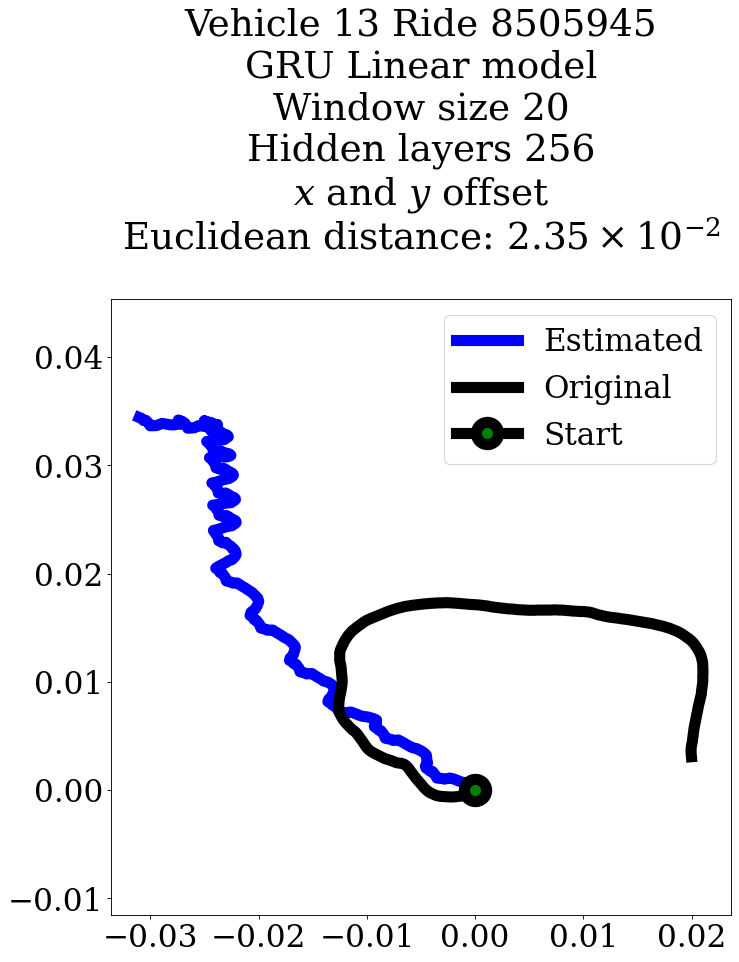 Vehicle 13 Ride 8505945
GRU Linear model
Window size 20
Hidden layers 256
x and y offset
Euclidean distance: 2.35 × 10⁻²
Estimated
Original
Start
0.04
0.03
0.02
0.01
0.00
−0.01
−0.03 −0.02 −0.01 0.00 0.01 0.02